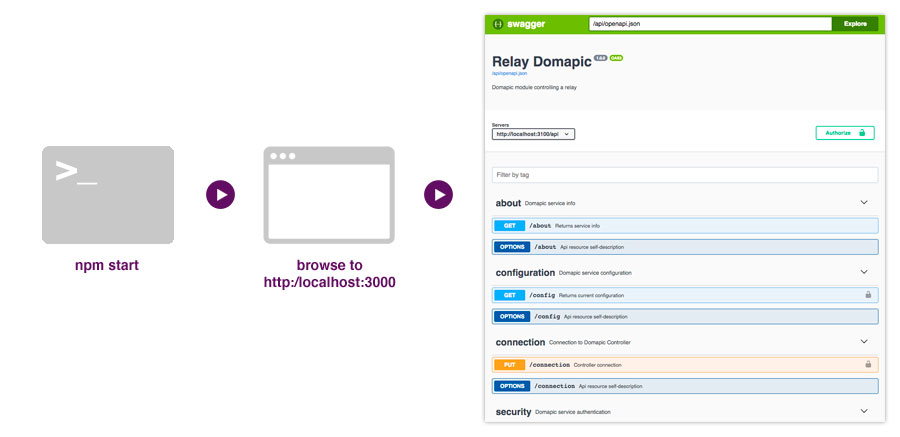 >_
npm start
browse to
http:/localhost:3000
{-} swagger
/api/openapi.json
Explore
Relay Domapic 1.0.0 OAS3
/api/openapi.json
Domapic module controlling a relay
Servers
http://localhost:3100/api
Authorize
Filter by tag
about Domapic service info
GET /about Returns service info
OPTIONS /about Api resource self-description
configuration Domapic service configuration
GET /config Returns current configuration
OPTIONS /config Api resource self-description
connection Connection to Domapic Controller
PUT /connection Controller connection
OPTIONS /connection Api resource self-description
security Domapic service authentication